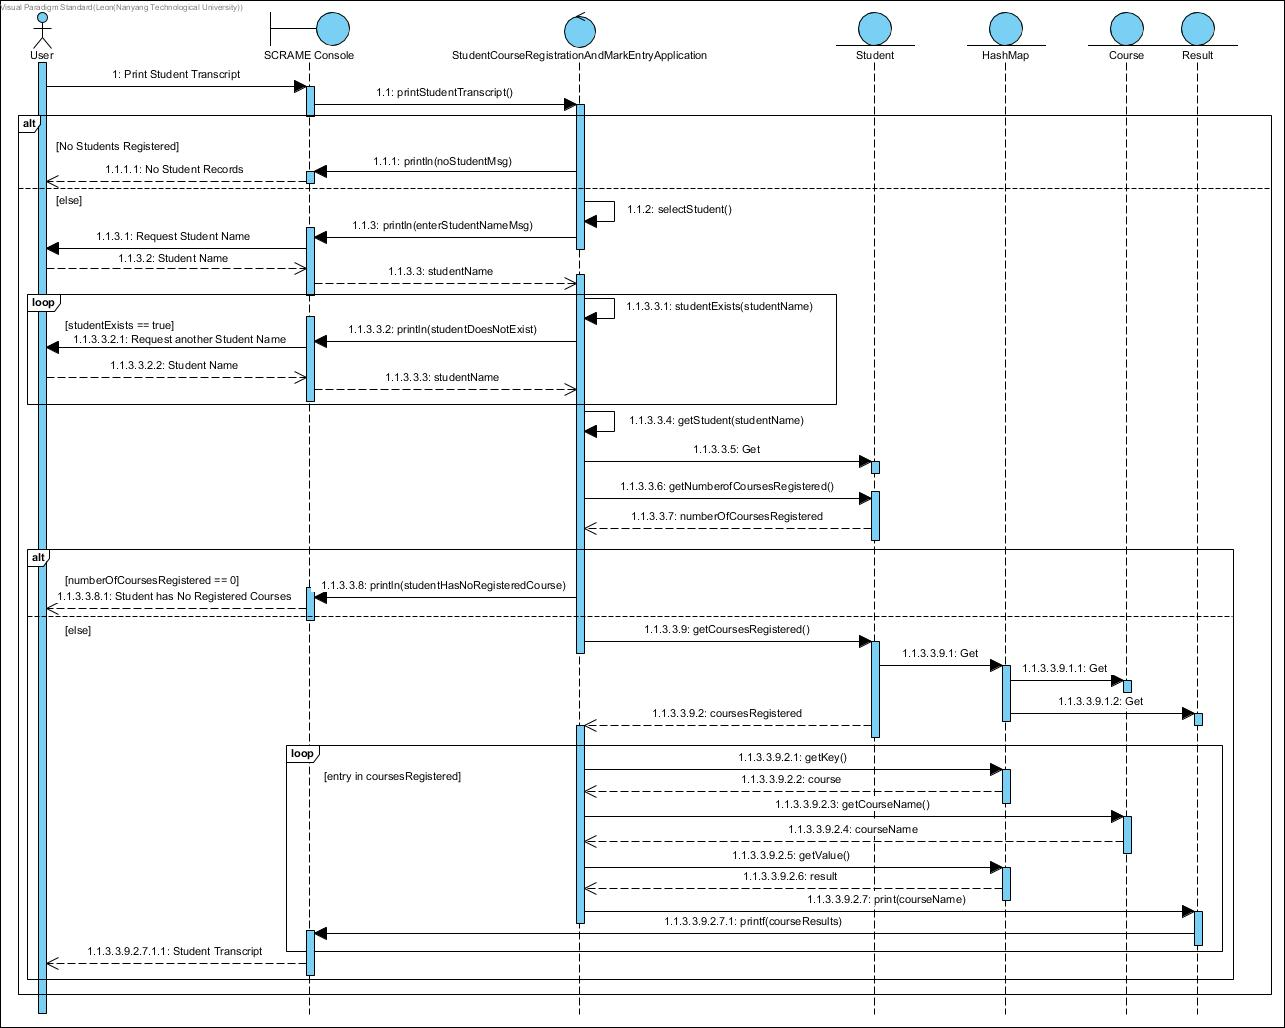 Visual Paradigm Standard(Leon(Nanyang Technological University))
User
SCRAME Console
StudentCourseRegistrationAndMarkEntryApplication
Student
HashMap
Course
Result
1: Print Student Transcript
1.1: printStudentTranscript()
alt
[No Students Registered]
1.1.1: println(noStudentMsg)
1.1.1.1: No Student Records
[else]
1.1.2: selectStudent()
1.1.3: println(enterStudentNameMsg)
1.1.3.1: Request Student Name
1.1.3.2: Student Name
1.1.3.3: studentName
loop
1.1.3.3.1: studentExists(studentName)
[studentExists == true]
1.1.3.3.2: println(studentDoesNotExist)
1.1.3.3.2.1: Request another Student Name
1.1.3.3.2.2: Student Name
1.1.3.3.3: studentName
1.1.3.3.4: getStudent(studentName)
1.1.3.3.5: Get
1.1.3.3.6: getNumberofCoursesRegistered()
1.1.3.3.7: numberOfCoursesRegistered
alt
[numberOfCoursesRegistered == 0]
1.1.3.3.8: println(studentHasNoRegisteredCourse)
1.1.3.3.8.1: Student has No Registered Courses
[else]
1.1.3.3.9: getCoursesRegistered()
1.1.3.3.9.1: Get
1.1.3.3.9.1.1: Get
1.1.3.3.9.1.2: Get
1.1.3.3.9.2: coursesRegistered
loop
[entry in coursesRegistered]
1.1.3.3.9.2.1: getKey()
1.1.3.3.9.2.2: course
1.1.3.3.9.2.3: getCourseName()
1.1.3.3.9.2.4: courseName
1.1.3.3.9.2.5: getValue()
1.1.3.3.9.2.6: result
1.1.3.3.9.2.7: print(courseName)
1.1.3.3.9.2.7.1: printf(courseResults)
1.1.3.3.9.2.7.1.1: Student Transcript